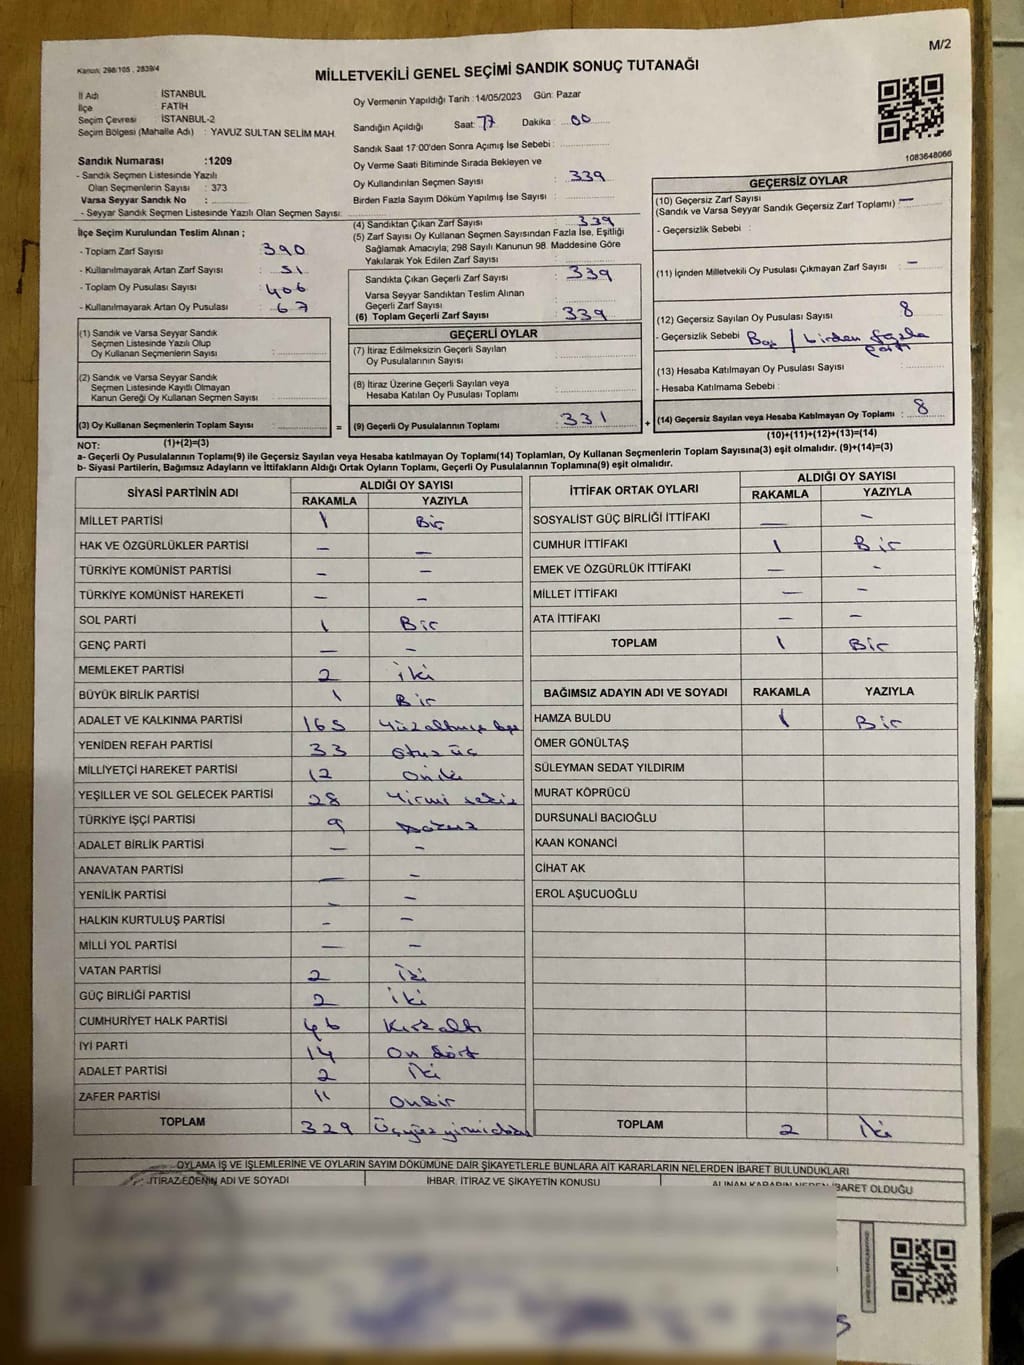 M/2
Kanun: 298/105 , 2839/4
MİLLETVEKİLİ GENEL SEÇİMİ SANDIK SONUÇ TUTANAĞI
İl Adı İSTANBUL
İlçe FATİH
Seçim Çevresi İSTANBUL-2
Seçim Bölgesi (Mahalle Adı) : YAVUZ SULTAN SELİM MAH.
Sandık Numarası :1209
- Sandık Seçmen Listesinde Yazılı
Olan Seçmenlerin Sayısı : 373
Varsa Seyyar Sandık No :
- Seyyar Sandık Seçmen Listesinde Yazılı Olan Seçmen Sayısı:
İlçe Seçim Kurulundan Teslim Alınan ;
- Toplam Zarf Sayısı : 390
- Kullanılmayarak Artan Zarf Sayısı : 51
- Toplam Oy Pusulası Sayısı : 406
- Kullanılmayarak Artan Oy Pusulası : 67
(1) Sandık ve Varsa Seyyar Sandık
Seçmen Listesinde Yazılı Olup
Oy Kullanan Seçmenlerin Sayısı :
(2) Sandık ve Varsa Seyyar Sandık
Seçmen Listesinde Kayıtlı Olmayan
Kanun Gereği Oy Kullanan Seçmen Sayısı :
(3) Oy Kullanan Seçmenlerin Toplam Sayısı :
(1)+(2)=(3)
Oy Vermenin Yapıldığı Tarih :14/05/2023 Gün: Pazar
Sandığın Açıldığı Saat: 17 Dakika : 00
Sandık Saat 17:00'den Sonra Açımış İse Sebebi :
Oy Verme Saati Bitiminde Sırada Bekleyen ve
Oy Kullandırılan Seçmen Sayısı : 339
Birden Fazla Sayım Döküm Yapılmış İse Sayısı :
(4) Sandıktan Çıkan Zarf Sayısı : 339
(5) Zarf Sayısı Oy Kullanan Seçmen Sayısından Fazla İse, Eşitliği
Sağlamak Amacıyla; 298 Sayılı Kanunun 98. Maddesine Göre
Yakılarak Yok Edilen Zarf Sayısı :
Sandıkta Çıkan Geçerli Zarf Sayısı : 339
Varsa Seyyar Sandıktan Teslim Alınan
Geçerli Zarf Sayısı :
(6) Toplam Geçerli Zarf Sayısı : 339
GEÇERLİ OYLAR
(7) İtiraz Edilmeksizin Geçerli Sayılan
Oy Pusulalarının Sayısı :
(8) İtiraz Üzerine Geçerli Sayılan veya
Hesaba Katılan Oy Pusulası Toplamı :
= (9) Geçerli Oy Pusulalarının Toplamı : 331 +
1083648066
GEÇERSİZ OYLAR
(10) Geçersiz Zarf Sayısı : —
(Sandık ve Varsa Seyyar Sandık Geçersiz Zarf Toplamı)
- Geçersizlik Sebebi :
(11) İçinden Milletvekili Oy Pusulası Çıkmayan Zarf Sayısı : —
(12) Geçersiz Sayılan Oy Pusulası Sayısı : 8
- Geçersizlik Sebebi : Boş / birden fazla
parti
(13) Hesaba Katılmayan Oy Pusulası Sayısı :
- Hesaba Katılmama Sebebi :
(14) Geçersiz Sayılan veya Hesaba Katılmayan Oy Toplamı : 8
(10)+(11)+(12)+(13)=(14)
NOT:
a- Geçerli Oy Pusulasının Toplamı(9) ile Geçersiz Sayılan veya Hesaba katılmayan Oy Toplamı(14) Toplamları, Oy Kullanan Seçmenlerin Toplam Sayısına(3) eşit olmalıdır. (9)+(14)=(3)
b- Siyasi Partilerin, Bağımsız Adayların ve İttifakların Aldığı Ortak Oyların Toplamı, Geçerli Oy Pusulalasının Toplamına(9) eşit olmalıdır.
SİYASİ PARTİNİN ADI ALDIĞI OY SAYISI
RAKAMLA YAZIYLA
MİLLET PARTİSİ 1 Bir
HAK VE ÖZGÜRLÜKLER PARTİSİ — —
TÜRKİYE KOMÜNİST PARTİSİ — —
TÜRKİYE KOMÜNİST HAREKETİ — —
SOL PARTİ 1 Bir
GENÇ PARTİ — —
MEMLEKET PARTİSİ 2 iki
BÜYÜK BİRLİK PARTİSİ 1 Bir
ADALET VE KALKINMA PARTİSİ 165 Yüzaltmış beş
YENİDEN REFAH PARTİSİ 33 otuz üç
MİLLİYETÇİ HAREKET PARTİSİ 12 on iki
YEŞİLLER VE SOL GELECEK PARTİSİ 28 Yirmi sekiz
TÜRKİYE İŞÇİ PARTİSİ 9 Dokuz
ADALET BİRLİK PARTİSİ — —
ANAVATAN PARTİSİ — —
YENİLİK PARTİSİ — —
HALKIN KURTULUŞ PARTİSİ — —
MİLLİ YOL PARTİSİ — —
VATAN PARTİSİ 2 İki
GÜÇ BİRLİĞİ PARTİSİ 2 iki
CUMHURİYET HALK PARTİSİ 46 Kırk altı
İYİ PARTİ 14 On dört
ADALET PARTİSİ 2 İki
ZAFER PARTİSİ 11 onbir
TOPLAM 329 Üçyüz yirmidokuz
İTTİFAK ORTAK OYLARI ALDIĞI OY SAYISI
RAKAMLA YAZIYLA
SOSYALİST GÜÇ BİRLİĞİ İTTİFAKI — —
CUMHUR İTTİFAKI 1 Bir
EMEK VE ÖZGÜRLÜK İTTİFAKI — —
MİLLET İTTİFAKI — —
ATA İTTİFAKI — —
TOPLAM 1 Bir
BAĞIMSIZ ADAYIN ADI VE SOYADI RAKAMLA YAZIYLA
HAMZA BULDU 1 Bir
ÖMER GÖNÜLTAŞ
SÜLEYMAN SEDAT YILDIRIM
MURAT KÖPRÜCÜ
DURSUNALİ BACIOĞLU
KAAN KONANCİ
CİHAT AK
EROL AŞUCUOĞLU
TOPLAM 2 İki
OYLAMA İŞ VE İŞLEMLERİNE VE OYLARIN SAYIM DÖKÜMÜNE DAİR ŞİKAYETLERLE BUNLARA AİT KARARLARIN NELERDEN İBARET BULUNDUKLARI
İTİRAZ EDENİN ADI VE SOYADI İHBAR, İTİRAZ VE ŞİKAYETİN KONUSU ALINAN KARARIN NEDEN İBARET OLDUĞU